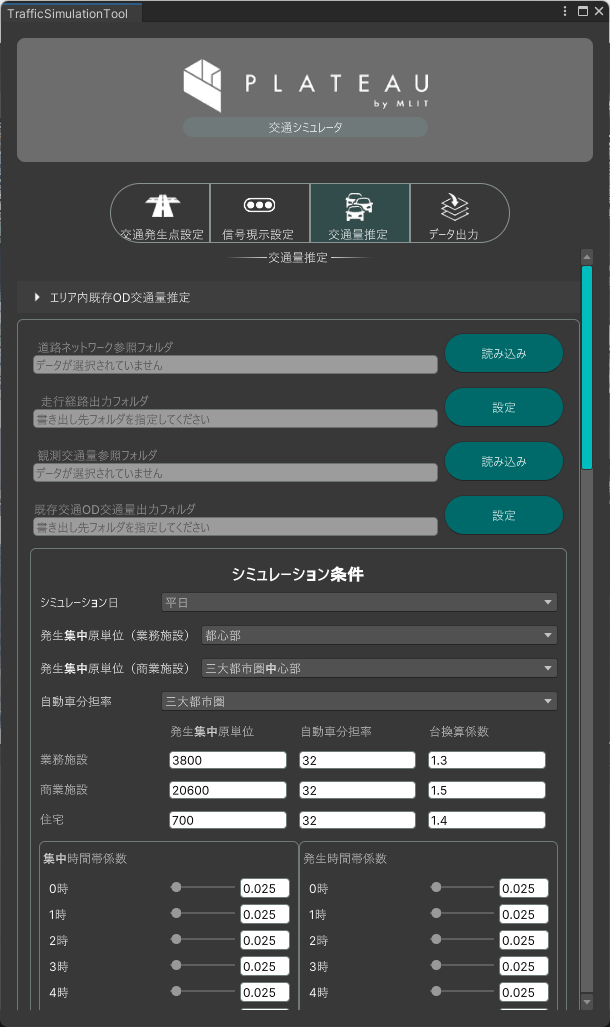 TrafficSimulationTool
PLATEAU
by MLIT
交通シミュレータ
交通発生点設定
信号現示設定
交通量推定
データ出力
交通量推定
エリア内既存OD交通量推定
道路ネットワーク参照フォルダ
データが選択されていません
読み込み
走行経路出力フォルダ
書き出し先フォルダを指定してください
設定
観測交通量参照フォルダ
データが選択されていません
読み込み
既存交通OD交通量出力フォルダ
書き出し先フォルダを指定してください
設定
シミュレーション条件
シミュレーション日 平日
発生集中原単位（業務施設） 都心部
発生集中原単位（商業施設） 三大都市圏中心部
自動車分担率 三大都市圏
発生集中原単位 自動車分担率 台換算係数
業務施設 3800 32 1.3
商業施設 20600 32 1.5
住宅 700 32 1.4
集中時間帯係数 発生時間帯係数
0時 0.025 0時 0.025
1時 0.025 1時 0.025
2時 0.025 2時 0.025
3時 0.025 3時 0.025
4時 0.025 4時 0.025